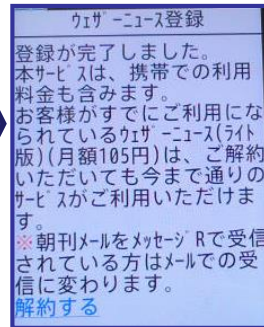 ｳｪｻﾞｰﾆｭｰｽ登録
登録が完了しました。
本ｻｰﾋﾞｽは、携帯での利用
料金も含みます。
お客様がすでにご利用にな
られているｳｪｻﾞｰﾆｭｰｽ(ﾗｲﾄ
版)(月額105円)は、ご解約
いただいても今まで通りの
ｻｰﾋﾞｽがご利用いただけま
す。
※朝刊ﾒｰﾙをﾒｯｾｰｼﾞRで受信
されている方はﾒｰﾙでの受
信に変わります。
解約する